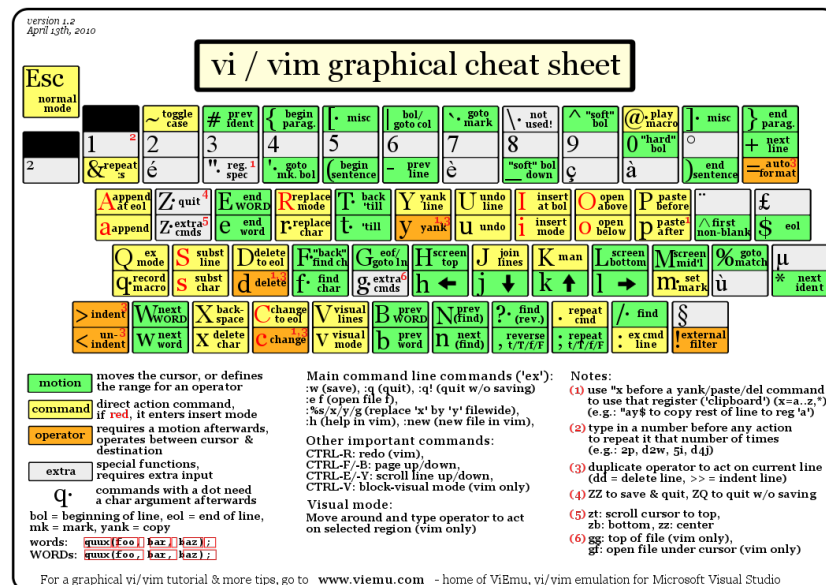 version 1.2
April 13th, 2010
vi / vim graphical cheat sheet
Esc
normal
mode
~ toggle case
# prev ident
{ begin parag.
[· misc
| bol/ goto col
`· goto mark
\· not used!
^ "soft" bol
@· play macro
]· misc
} end parag.
2
1 2
2
3
4
5
6
7
8
9
0 "hard" bol
°
+ next line
& repeat :s
é
"· reg. spec 1
'· goto mk. bol
( begin sentence
- prev line
è
_ "soft" bol down
ç
à
) end sentence
= auto format 3
A append at eol
Z· quit 4
E end WORD
R replace mode
T· back 'till
Y yank line
U undo line
I insert at bol
O open above
P paste before
¨
£
a append
z· extra cmds 5
e end word
r· replace char
t· 'till
y yank 1,3
u undo
i insert mode
o open below
p paste after 1
^ first non-blank
$ eol
Q ex mode
S subst line
D delete to eol
F· "back" find ch
G eof/ goto ln
H screen top
J join lines
K man
L screen bottom
M screen mid'l
% goto match
µ
q· record macro
s subst char
d delete 1,3
f· find char
g· extra cmds 6
h ←
j ↓
k ↑
l →
m· set mark
ù
* next ident
> indent 3
W next WORD
X back-space
C change to eol
V visual lines
B prev WORD
N prev (find)
?· find (rev.)
. repeat cmd
/· find
§
< un-indent 3
w next word
x delete char
c change 1,3
v visual mode
b prev word
n next (find)
, reverse t/T/f/F
; repeat t/T/f/F
: ex cmd line
! external filter
motion moves the cursor, or defines
the range for an operator
command direct action command,
if red, it enters insert mode
operator requires a motion afterwards,
operates between cursor &
destination
extra special functions,
requires extra input
q· commands with a dot need
a char argument afterwards
bol = beginning of line, eol = end of line,
mk = mark, yank = copy
words: quux(foo, bar, baz);
WORDs: quux(foo, bar, baz);
Main command line commands ('ex'):
:w (save), :q (quit), :q! (quit w/o saving)
:e f (open file f),
:%s/x/y/g (replace 'x' by 'y' filewide),
:h (help in vim), :new (new file in vim),
Other important commands:
CTRL-R: redo (vim),
CTRL-F/-B: page up/down,
CTRL-E/-Y: scroll line up/down,
CTRL-V: block-visual mode (vim only)
Visual mode:
Move around and type operator to act
on selected region (vim only)
Notes:
(1) use "x before a yank/paste/del command
to use that register ('clipboard') (x=a..z,*)
(e.g.: "ay$ to copy rest of line to reg 'a')
(2) type in a number before any action
to repeat it that number of times
(e.g.: 2p, d2w, 5i, d4j)
(3) duplicate operator to act on current line
(dd = delete line, >> = indent line)
(4) ZZ to save & quit, ZQ to quit w/o saving
(5) zt: scroll cursor to top,
zb: bottom, zz: center
(6) gg: top of file (vim only),
gf: open file under cursor (vim only)
For a graphical vi/vim tutorial & more tips, go to www.viemu.com - home of ViEmu, vi/vim emulation for Microsoft Visual Studio